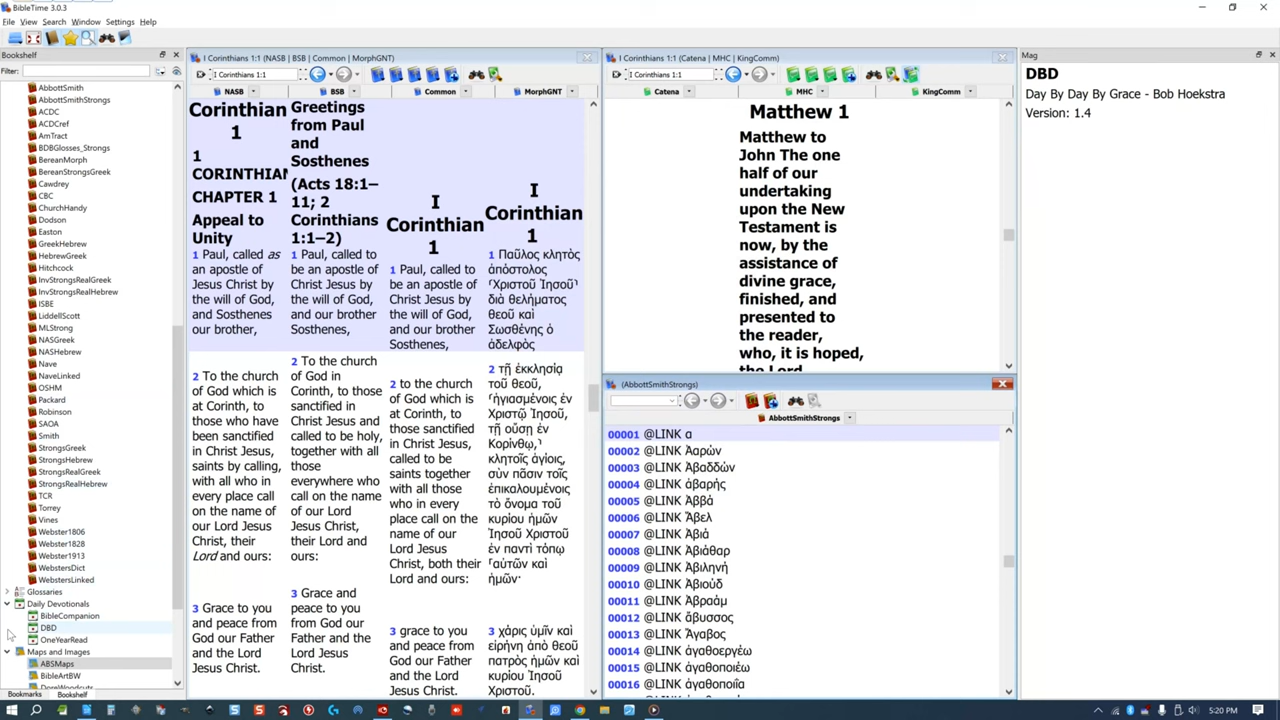 BibleTime 3.0.3
File View Search Window Settings Help
Bookshelf
Filter:
AbbottSmith
AbbottSmithStrongs
ACDC
ACDCref
AmTract
BDBGlosses_Strongs
BereanMorph
BereanStrongsGreek
Cawdrey
CBC
ChurchHandy
Dodson
Easton
GreekHebrew
HebrewGreek
Hitchcock
InvStrongsRealGreek
InvStrongsRealHebrew
ISBE
LiddellScott
MLStrong
NASGreek
NASHebrew
Nave
NaveLinked
OSHM
Packard
Robinson
SAOA
Smith
StrongsGreek
StrongsHebrew
StrongsRealGreek
StrongsRealHebrew
TCR
Torrey
Vines
Webster1806
Webster1828
Webster1913
WebstersDict
WebstersLinked
Glossaries
Daily Devotionals
BibleCompanion
DBD
OneYearRead
Maps and Images
ABSMaps
BibleArtBW
DoreWoodcuts
Bookmarks Bookshelf
I Corinthians 1:1 (NASB | BSB | Common | MorphGNT)
I Corinthians 1:1
NASB BSB Common MorphGNT
Corinthian
1
1
CORINTHIAN
CHAPTER 1
Appeal to
Unity
1 Paul, called as
an apostle of
Jesus Christ by
the will of God,
and Sosthenes
our brother,
2 To the church
of God which is
at Corinth, to
those who have
been sanctified
in Christ Jesus,
saints by calling,
with all who in
every place call
on the name of
our Lord Jesus
Christ, their
Lord and ours:
3 Grace to you
and peace from
God our Father
and the Lord
Jesus Christ.
Greetings
from Paul
and
Sosthenes
(Acts 18:1–
11; 2
Corinthians
1:1–2)
1 Paul, called to
be an apostle of
Christ Jesus by
the will of God,
and our brother
Sosthenes,
2 To the church
of God in
Corinth, to those
sanctified in
Christ Jesus and
called to be holy,
together with all
those
everywhere who
call on the name
of our Lord Jesus
Christ, their Lord
and ours:
3 Grace and
peace to you
from God our
Father and the
Lord Jesus
Christ.
I
Corinthian
1
1 Paul, called to
be an apostle of
Christ Jesus by
the will of God,
and our brother
Sosthenes,
2 to the church
of God which is
at Corinth, to
those sanctified
in Christ Jesus,
called to be
saints together
with all those
who in every
place call on the
name of our
Lord Jesus
Christ, both their
Lord and ours:
3 grace to you
and peace from
God our Father
and the Lord
Jesus Christ.
I
Corinthian
1
1 Παῦλος κλητὸς
ἀπόστολος
⸂Χριστοῦ Ἰησοῦ⸃
διὰ θελήματος
θεοῦ καὶ
Σωσθένης ὁ
ἀδελφὸς
2 τῇ ἐκκλησίᾳ
τοῦ θεοῦ,
⸂ἡγιασμένοις ἐν
Χριστῷ Ἰησοῦ,
τῇ οὔσῃ ἐν
Κορίνθῳ,⸃
κλητοῖς ἁγίοις,
σὺν πᾶσιν τοῖς
ἐπικαλουμένοις
τὸ ὄνομα τοῦ
κυρίου ἡμῶν
Ἰησοῦ Χριστοῦ
ἐν παντὶ τόπῳ
⸀αὐτῶν καὶ
ἡμῶν·
3 χάρις ὑμῖν καὶ
εἰρήνη ἀπὸ θεοῦ
πατρὸς ἡμῶν καὶ
κυρίου Ἰησοῦ
Χριστοῦ.
I Corinthians 1:1 (Catena | MHC | KingComm)
I Corinthians 1:1
Catena MHC KingComm
Matthew 1
Matthew to
John The one
half of our
undertaking
upon the New
Testament is
now, by the
assistance of
divine grace,
finished, and
presented to
the reader,
who, it is hoped,
the Lord
(AbbottSmithStrongs)
AbbottSmithStrongs
00001 @LINK α
00002 @LINK Ἀαρών
00003 @LINK Ἀβαδδών
00004 @LINK ἀβαρής
00005 @LINK Ἀββά
00006 @LINK Ἄβελ
00007 @LINK Ἀβιά
00008 @LINK Ἀβιάθαρ
00009 @LINK Ἀβιληνή
00010 @LINK Ἀβιούδ
00011 @LINK Ἀβραάμ
00012 @LINK ἄβυσσος
00013 @LINK Ἄγαβος
00014 @LINK ἀγαθοεργέω
00015 @LINK ἀγαθοποιέω
00016 @LINK ἀγαθοποιΐα
Mag
DBD
Day By Day By Grace - Bob Hoekstra
Version: 1.4
5:20 PM